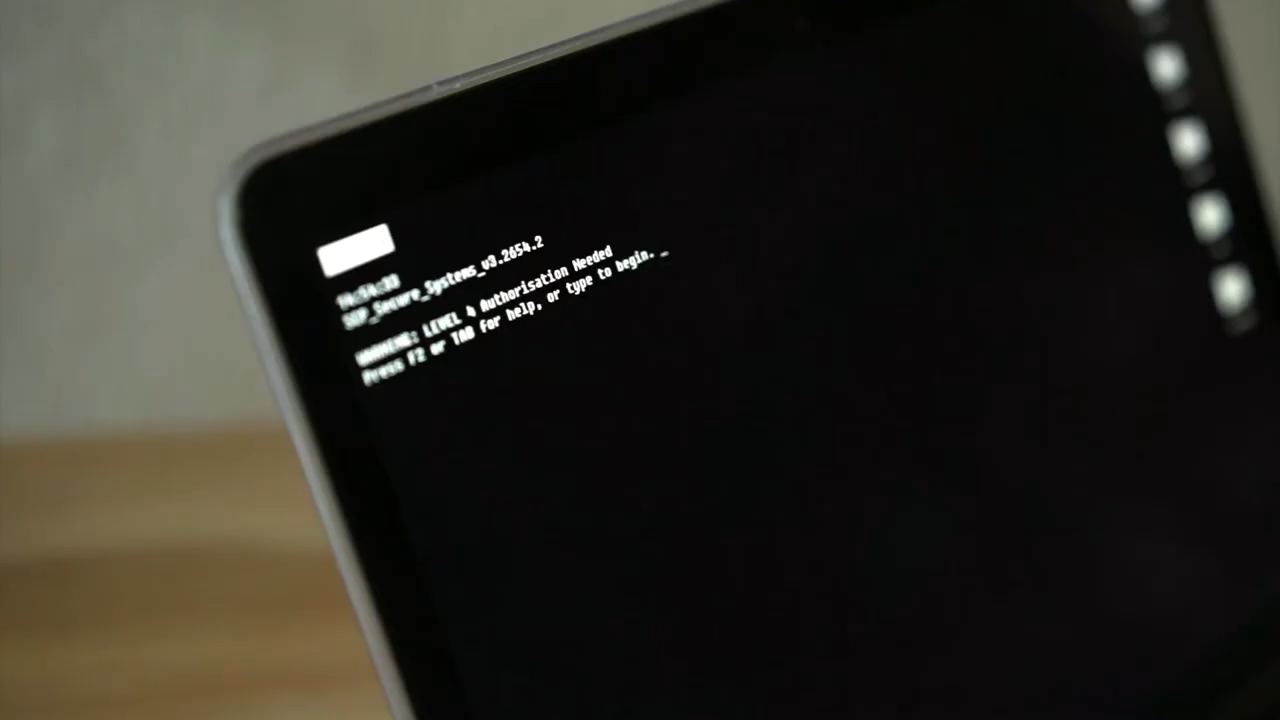 14:54:33
SCP_Secure_Systems_v3.2654.2
WARNING: LEVEL 4 Authorisation Needed
Press F2 or TAB for help, or type to begin. _